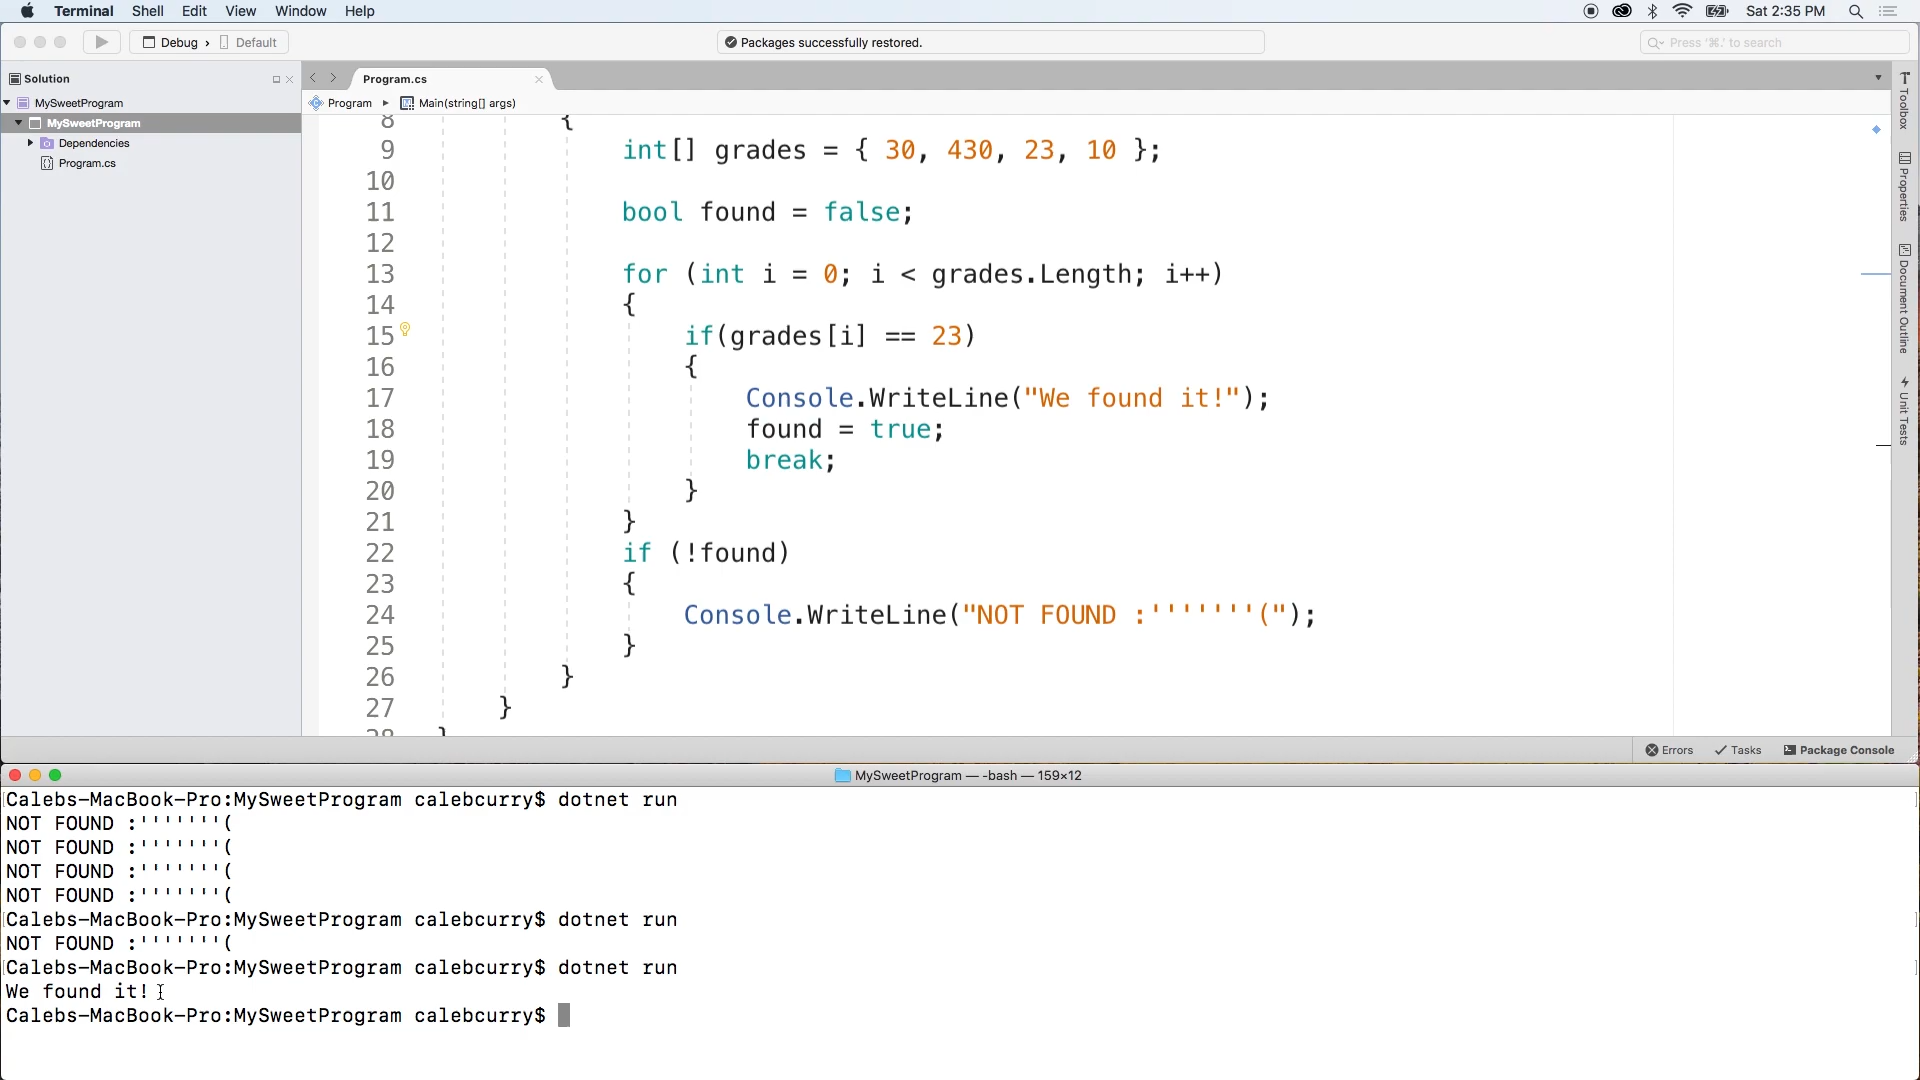 Terminal Shell Edit View Window Help Sat 2:35 PM
Debug › Default Packages successfully restored. Press '⌘.' to search
Solution Program.cs
MySweetProgram Program ▸ Main(string[] args)
MySweetProgram
Dependencies
Program.cs
8 {
9 int[] grades = { 30, 430, 23, 10 };
10
11 bool found = false;
12
13 for (int i = 0; i < grades.Length; i++)
14 {
15 if(grades[i] == 23)
16 {
17 Console.WriteLine("We found it!");
18 found = true;
19 break;
20 }
21 }
22 if (!found)
23 {
24 Console.WriteLine("NOT FOUND :'''''''(");
25 }
26 }
27 }
28 }
Toolbox
Properties
Document Outline
Unit Tests
Errors Tasks Package Console
MySweetProgram — -bash — 159×12
Calebs-MacBook-Pro:MySweetProgram calebcurry$ dotnet run
NOT FOUND :'''''''(
NOT FOUND :'''''''(
NOT FOUND :'''''''(
NOT FOUND :'''''''(
Calebs-MacBook-Pro:MySweetProgram calebcurry$ dotnet run
NOT FOUND :'''''''(
Calebs-MacBook-Pro:MySweetProgram calebcurry$ dotnet run
We found it!
Calebs-MacBook-Pro:MySweetProgram calebcurry$